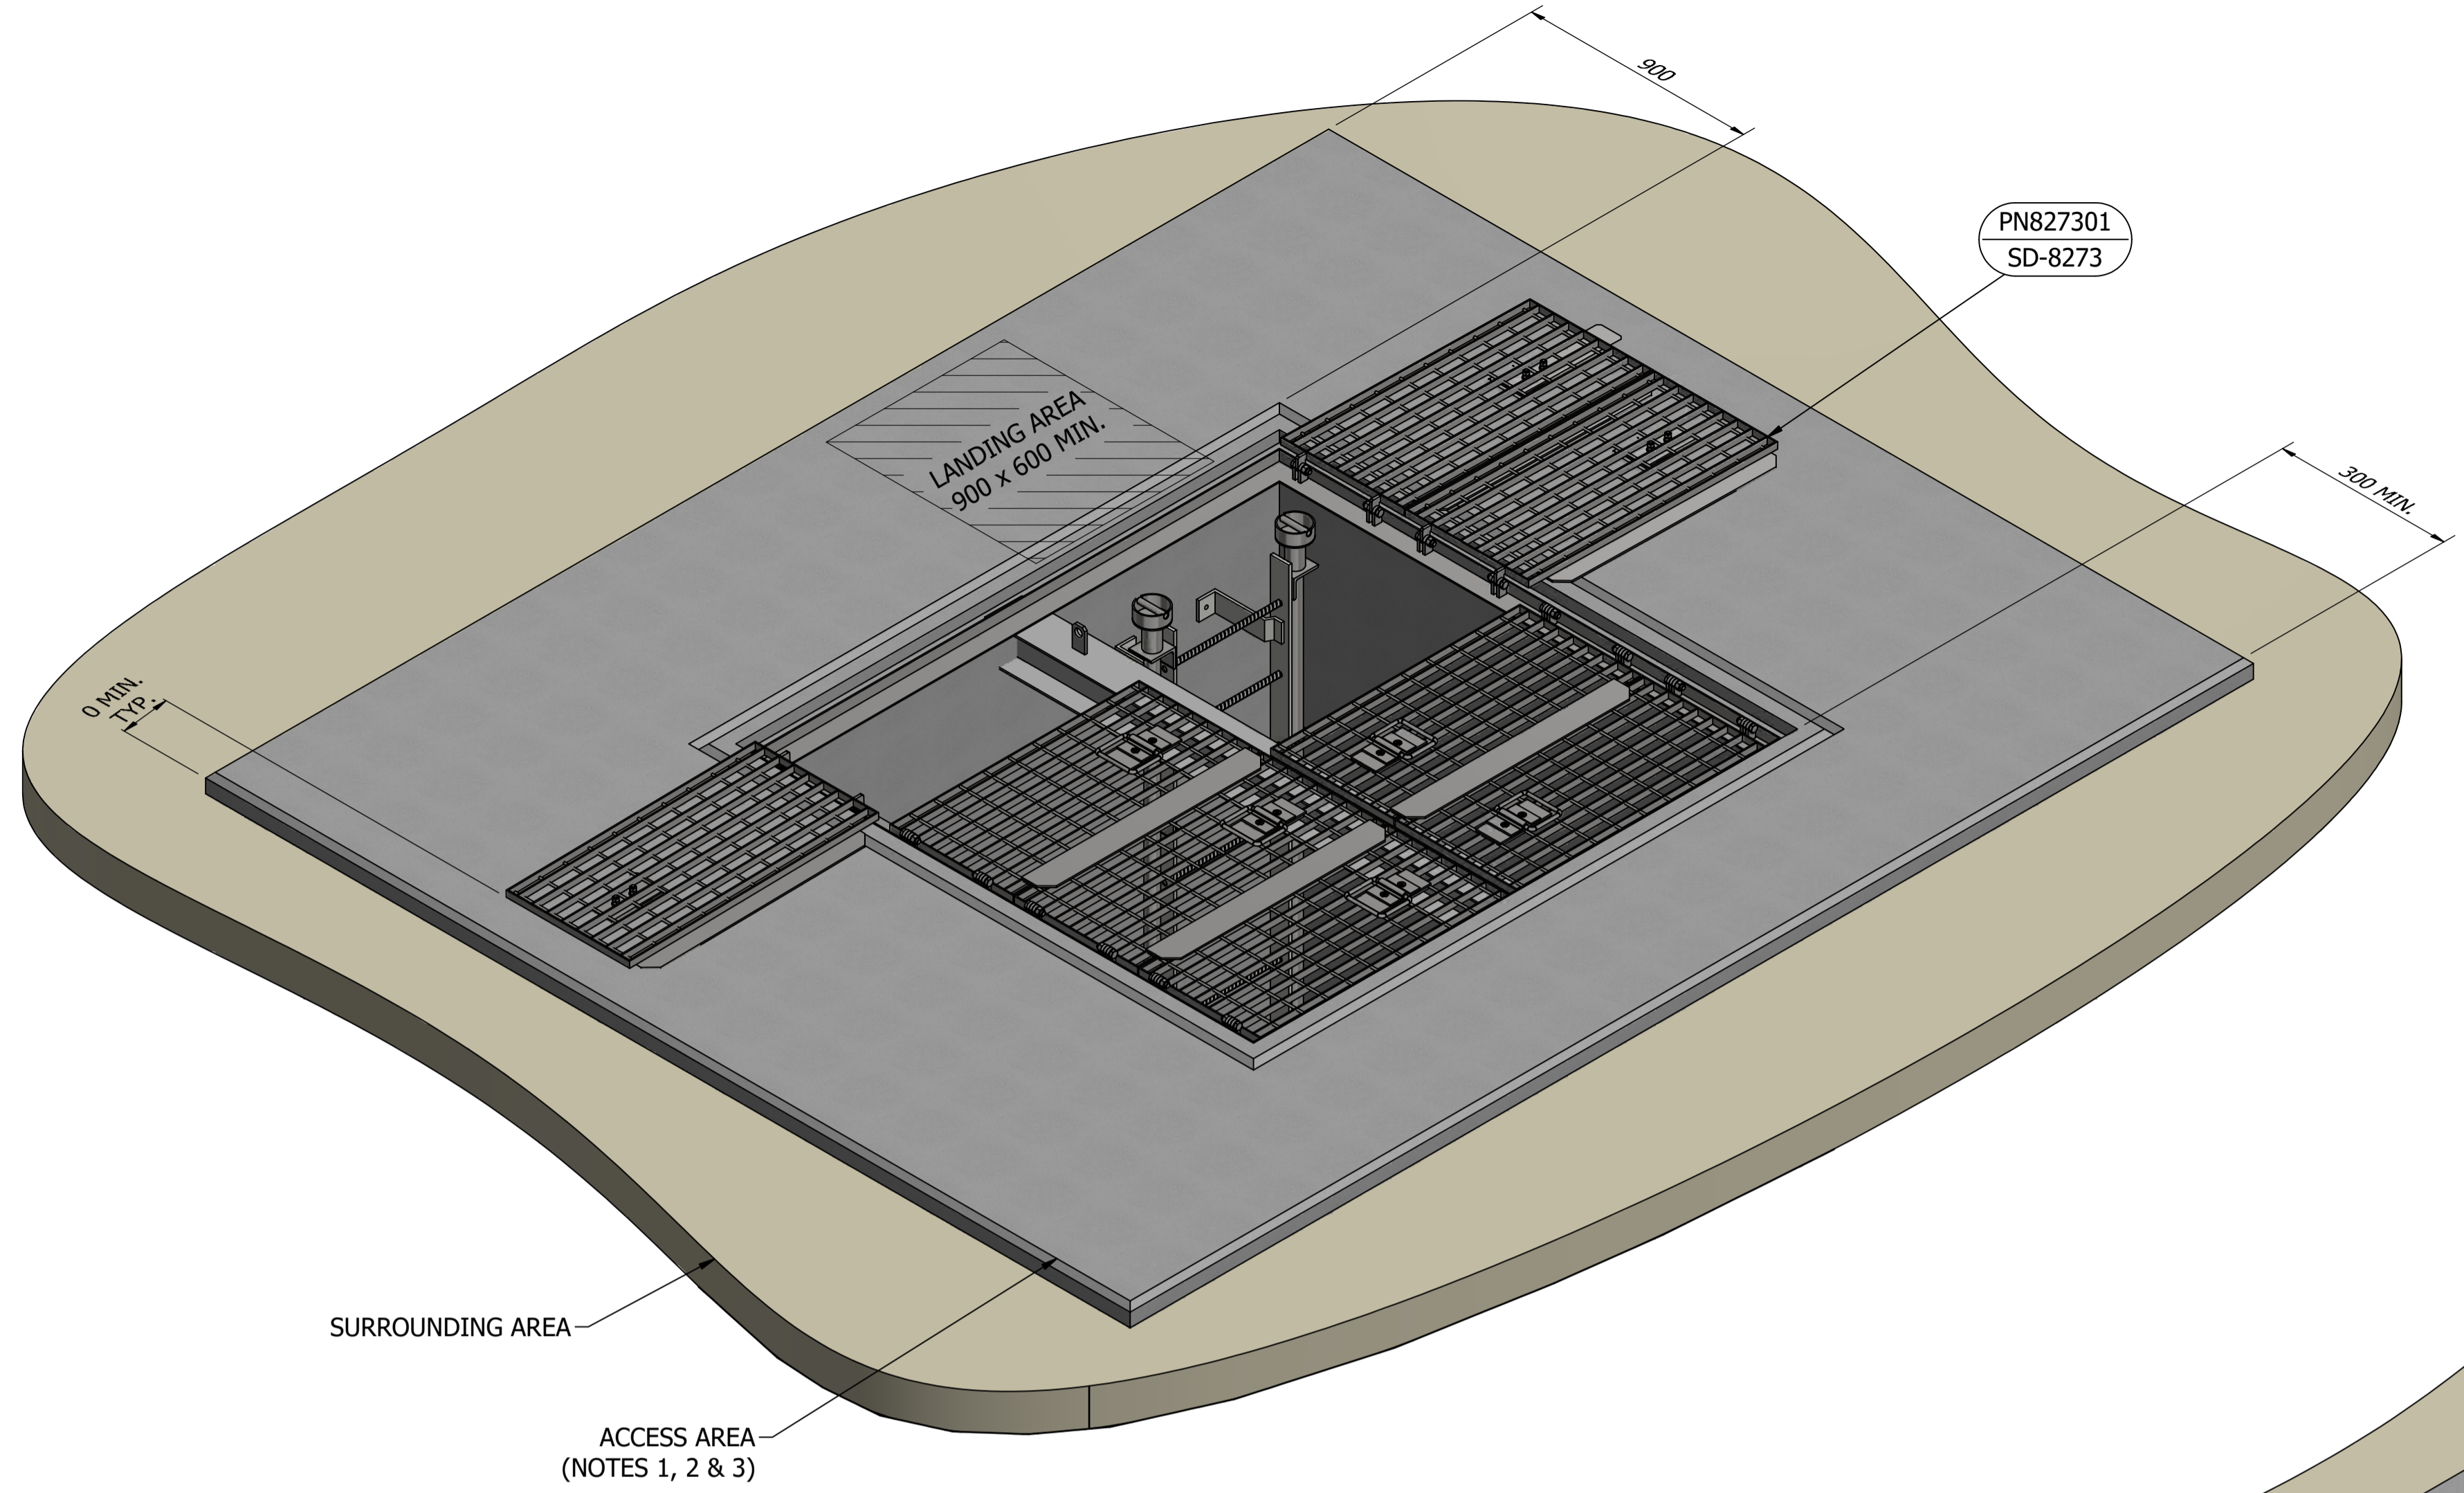 900
PN827301
SD-8273
LANDING AREA
900 x 600 MIN.
300 MIN.
0 MIN.
TYP.
SURROUNDING AREA
ACCESS AREA
(NOTES 1, 2 & 3)